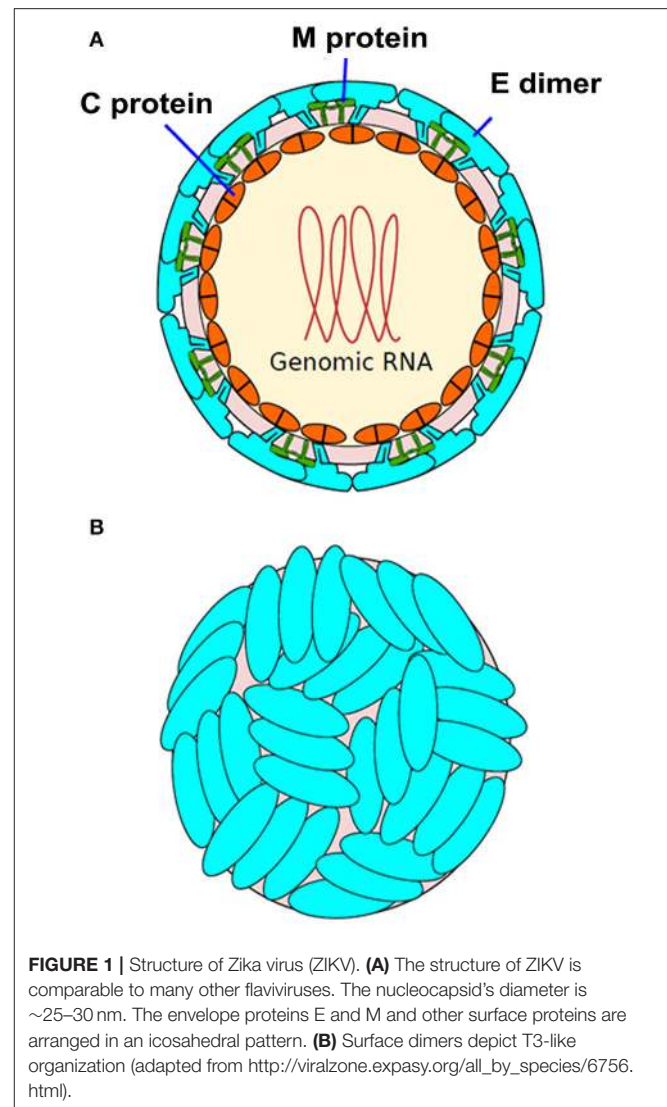 A
M protein
E dimer
C protein
Genomic RNA
B
FIGURE 1 | Structure of Zika virus (ZIKV). (A) The structure of ZIKV is
comparable to many other flaviviruses. The nucleocapsid's diameter is
∼25–30 nm. The envelope proteins E and M and other surface proteins are
arranged in an icosahedral pattern. (B) Surface dimers depict T3-like
organization (adapted from http://viralzone.expasy.org/all_by_species/6756.
html).